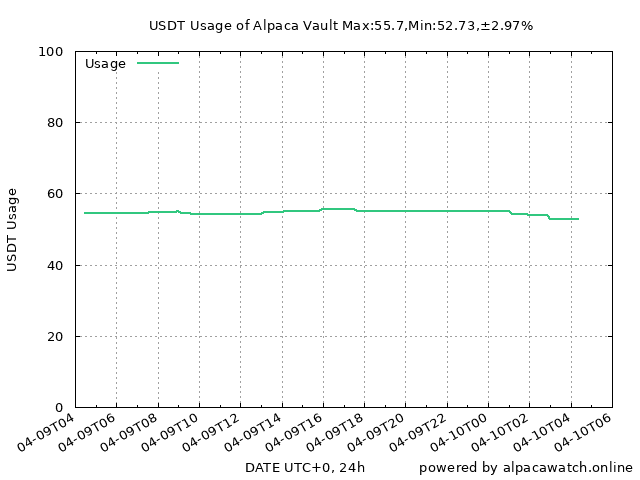 USDT Usage of Alpaca Vault Max:55.7,Min:52.73,±2.97%
Usage
100
80
60
40
20
0
USDT Usage
04-09T04
04-09T06
04-09T08
04-09T10
04-09T12
04-09T14
04-09T16
04-09T18
04-09T20
04-09T22
04-10T00
04-10T02
04-10T04
04-10T06
DATE UTC+0, 24h
powered by alpacawatch.online